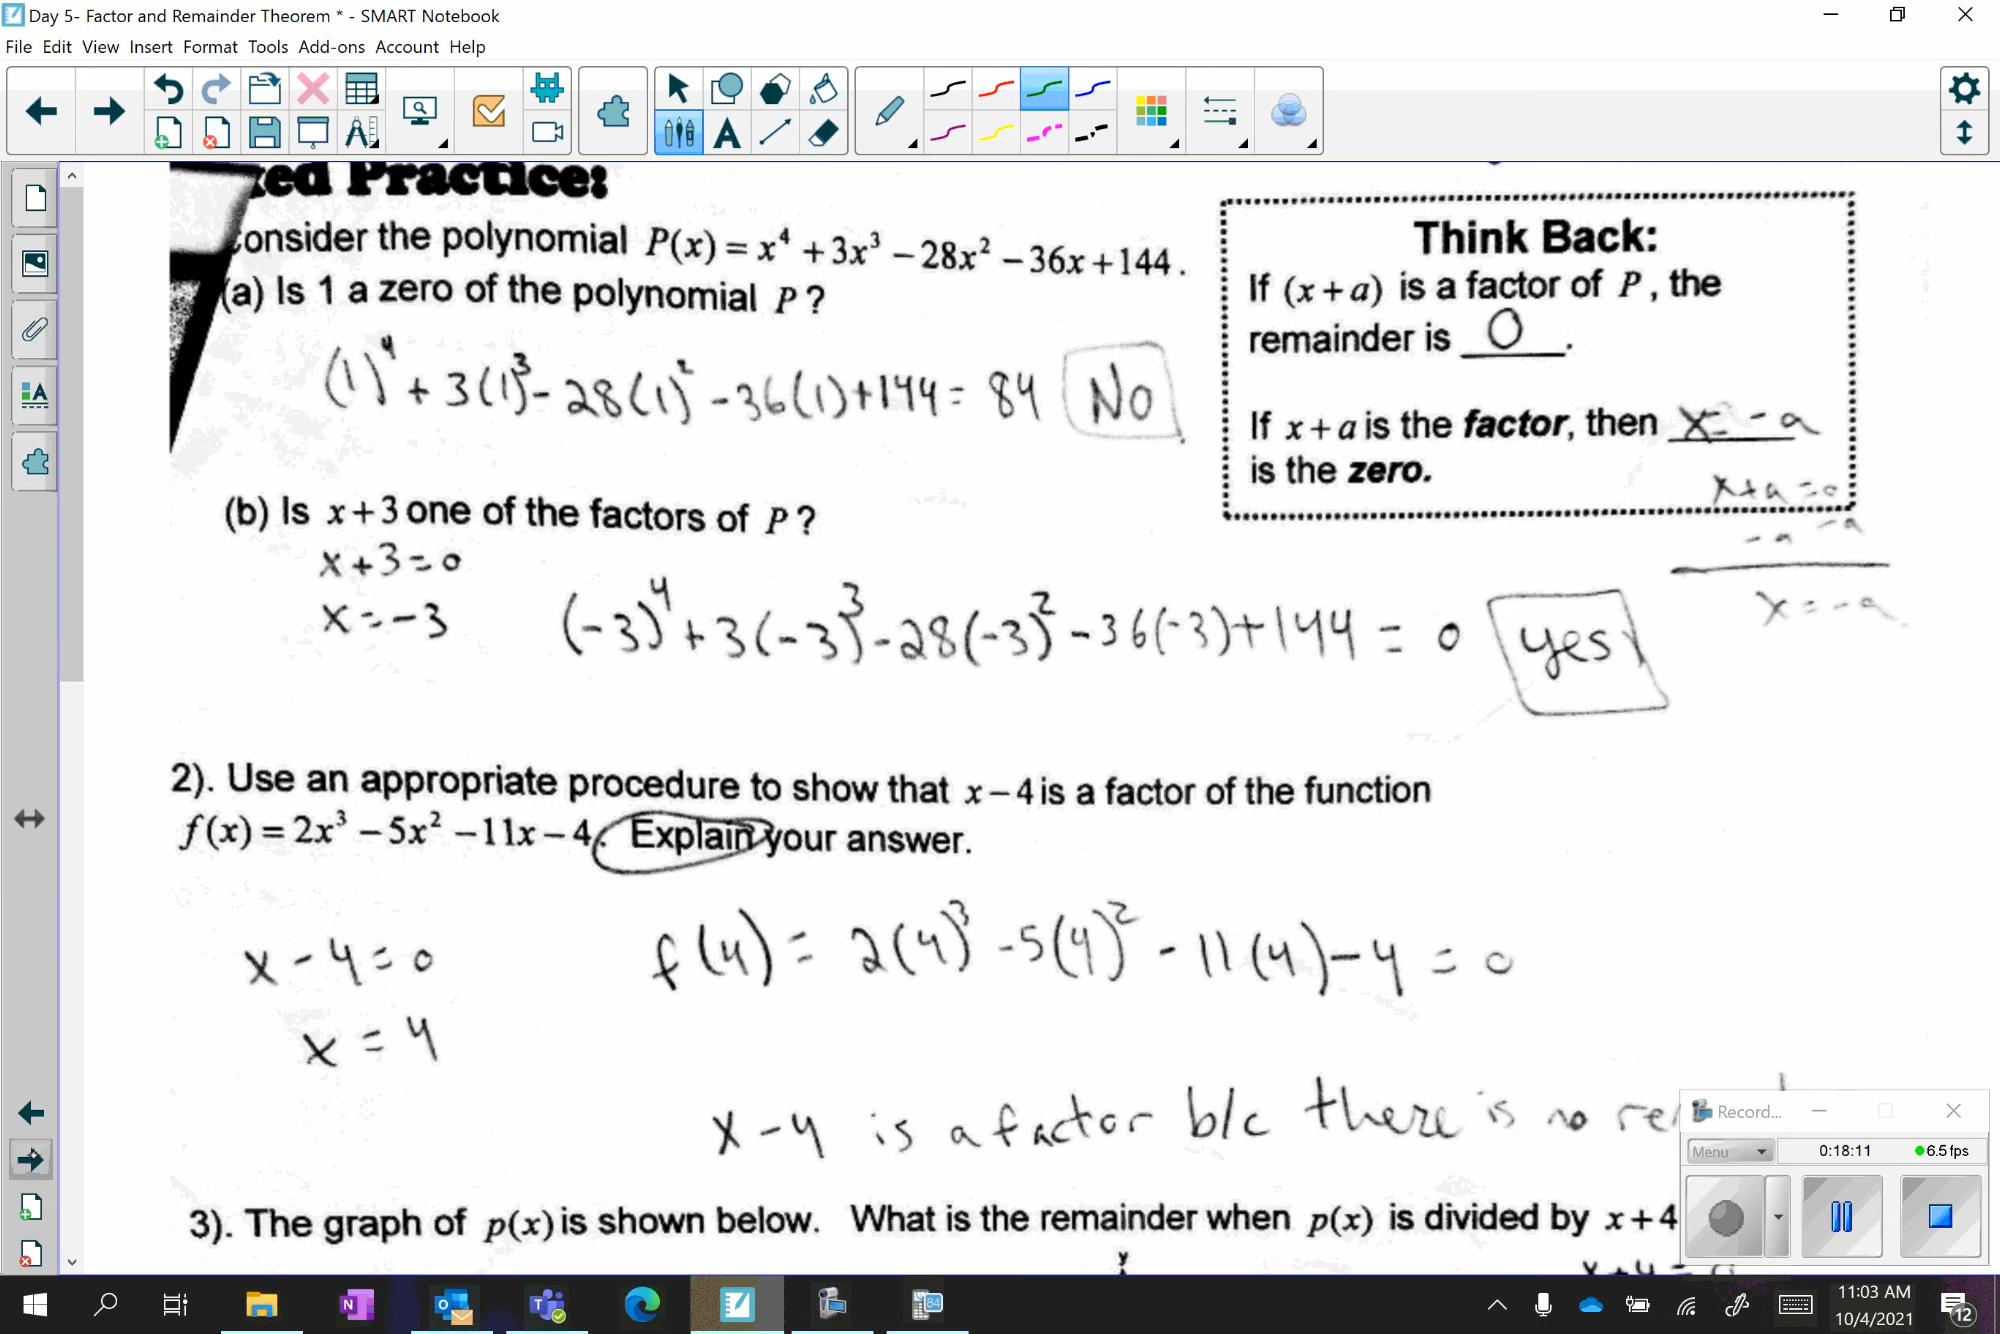 Day 5- Factor and Remainder Theorem * - SMART Notebook
File Edit View Insert Format Tools Add-ons Account Help
Practice:
onsider the polynomial P(x) = x⁴ + 3x³ − 28x² − 36x + 144.
(a) Is 1 a zero of the polynomial P?
(1)⁴ + 3(1)³ - 28(1)² - 36(1) + 144 = 84 No
Think Back:
If (x + a) is a factor of P, the
remainder is 0.
If x + a is the factor, then x = -a
is the zero.
x+a=0
-a -a
x = -a
(b) Is x + 3 one of the factors of P?
x+3=0
x=-3
(-3)⁴ + 3(-3)³ - 28(-3)² - 36(-3) + 144 = 0 yes
2). Use an appropriate procedure to show that x − 4 is a factor of the function
f(x) = 2x³ − 5x² − 11x − 4. Explain your answer.
x-4=0
x=4
f(4) = 2(4)³ - 5(4)² - 11(4) - 4 = 0
x-4 is a factor b/c there is no
3). The graph of p(x) is shown below. What is the remainder when p(x) is divided by x + 4
y
Record...
Menu
0:18:11
6.5 fps
84
11:03 AM
10/4/2021
12